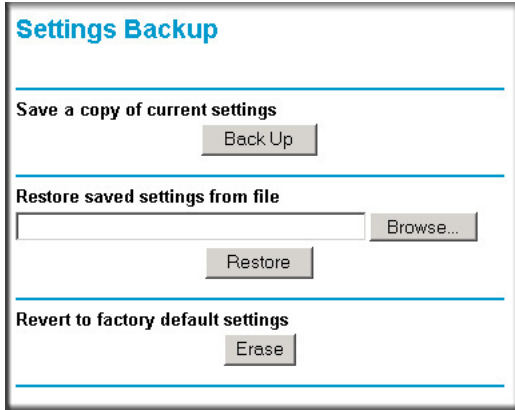 Settings Backup
Save a copy of current settings
Back Up
Restore saved settings from file
Browse...
Restore
Revert to factory default settings
Erase